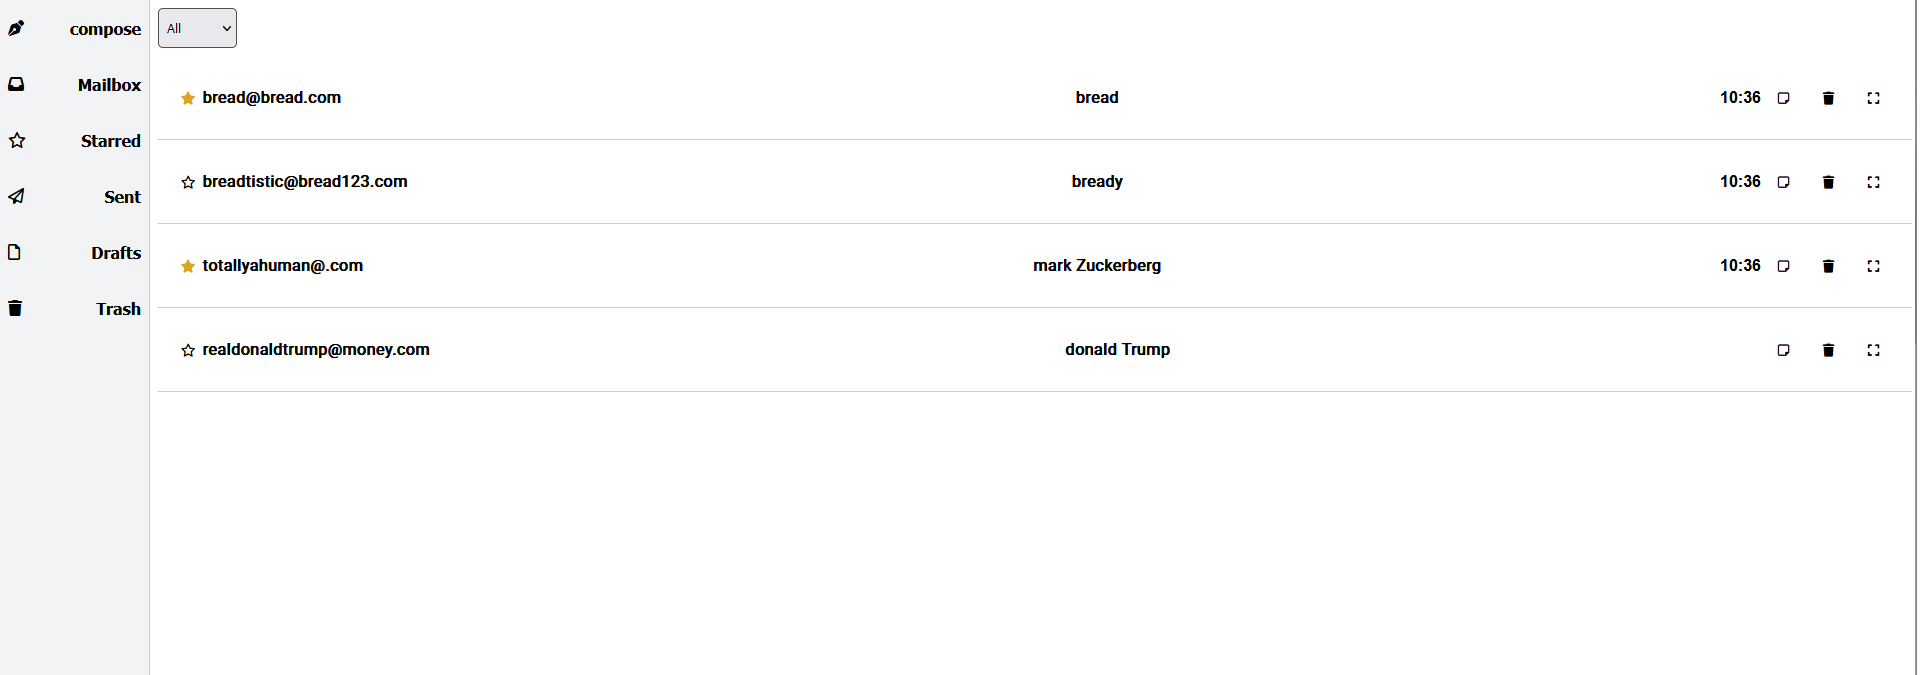 compose
Mailbox
Starred
Sent
Drafts
Trash
All
bread@bread.com bread 10:36
breadtistic@bread123.com bready 10:36
totallyahuman@.com mark Zuckerberg 10:36
realdonaldtrump@money.com donald Trump